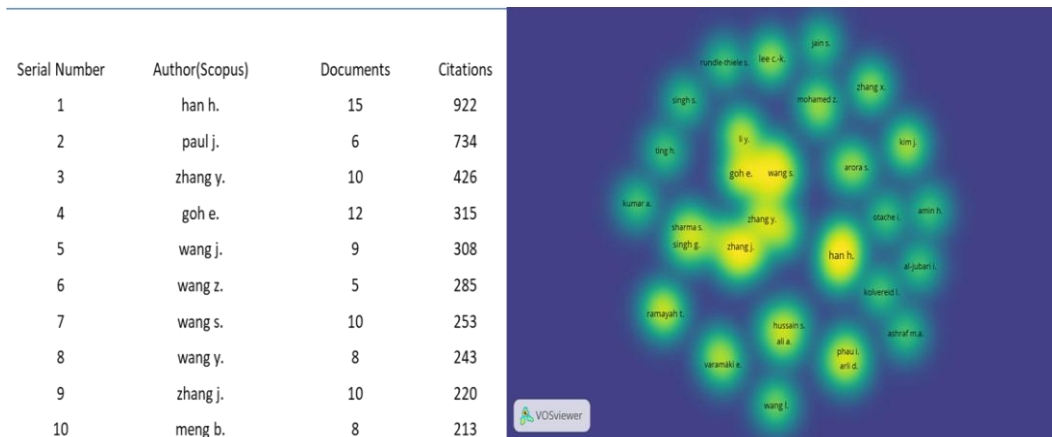 Serial Number Author(Scopus) Documents Citations
1 han h. 15 922
2 paul j. 6 734
3 zhang y. 10 426
4 goh e. 12 315
5 wang j. 9 308
6 wang z. 5 285
7 wang s. 10 253
8 wang y. 8 243
9 zhang j. 10 220
10 meng b. 8 213
jain s.
rundle-thiele s. lee c.-k.
zhang x.
singh s. mohamed z.
li y. kim j.
ting h.
goh e. wang s. arora s.
kumar a. amin h.
otache i.
zhang y.
sharma s.
singh g. zhang j.
han h.
al-jubari i.
kolvereid l.
ramayah t.
hussain s. ashraf m.a.
ali a.
phau i.
varamäki e. arli d.
wang l.
VOSviewer